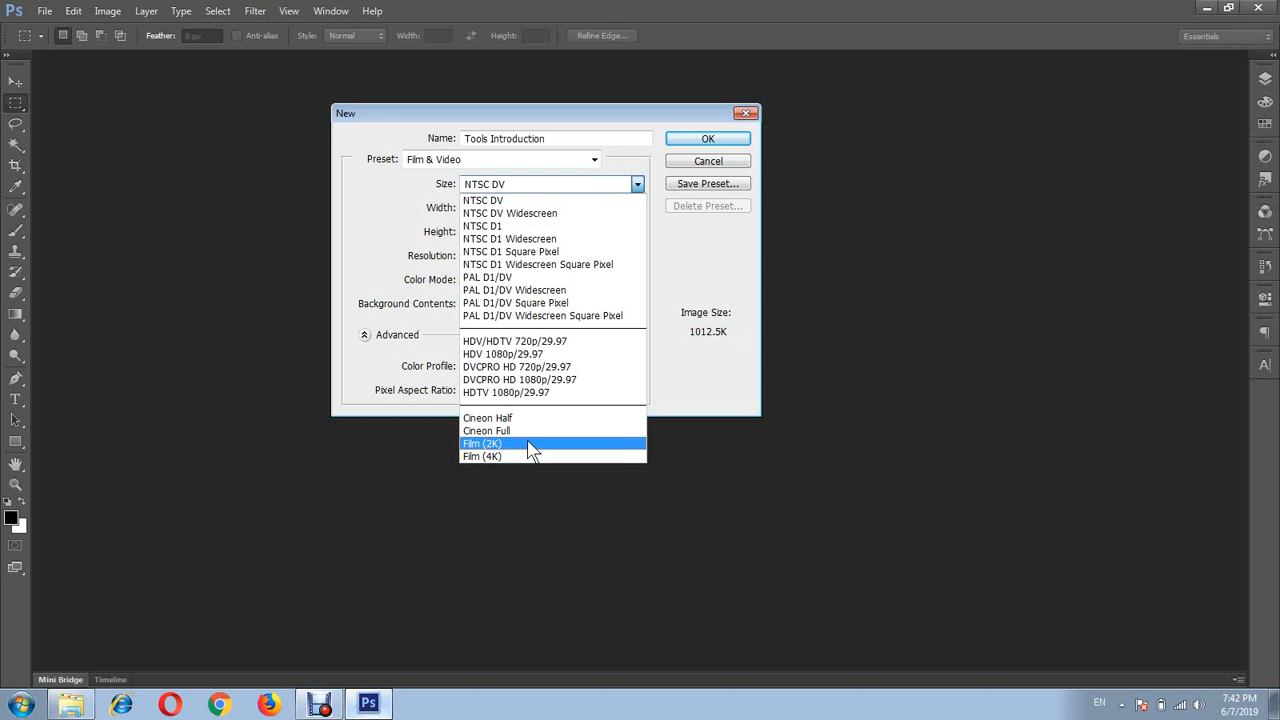 Ps File Edit Image Layer Type Select Filter View Window Help
Feather: 0 px Anti-alias Style: Normal Width: Height: Refine Edge... Essentials
New
Name: Tools Introduction OK
Preset: Film & Video Cancel
Size: NTSC DV Save Preset...
NTSC DV
Width: NTSC DV Widescreen Delete Preset...
NTSC D1
Height: NTSC D1 Widescreen
Resolution: NTSC D1 Square Pixel
NTSC D1 Widescreen Square Pixel
Color Mode: PAL D1/DV
PAL D1/DV Widescreen
Background Contents: PAL D1/DV Square Pixel
PAL D1/DV Widescreen Square Pixel Image Size:
Advanced 1012.5K
HDV/HDTV 720p/29.97
HDV 1080p/29.97
Color Profile: DVCPRO HD 720p/29.97
DVCPRO HD 1080p/29.97
Pixel Aspect Ratio: HDTV 1080p/29.97
Cineon Half
Cineon Full
Film (2K)
Film (4K)
Mini Bridge Timeline
Ps EN 7:42 PM
6/7/2019